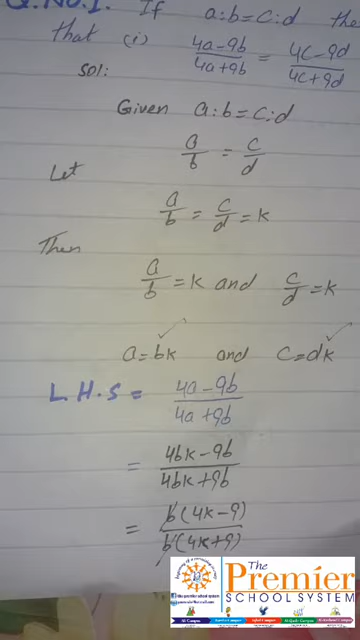 Q.No.1. If a:b=c:d the
that (i) 4a-9b/4a+9b = 4c-9d/4c+9d
Sol:
Given a:b=c:d
a/b = c/d
Let
a/b = c/d = k
Then
a/b = k and c/d = k
a=bk and c=dk
L.H.S = 4a-9b/4a+9b
= 4bk-9b/4bk+9b
= b(4k-9)/b(4k+9)
The
Premier
SCHOOL SYSTEM